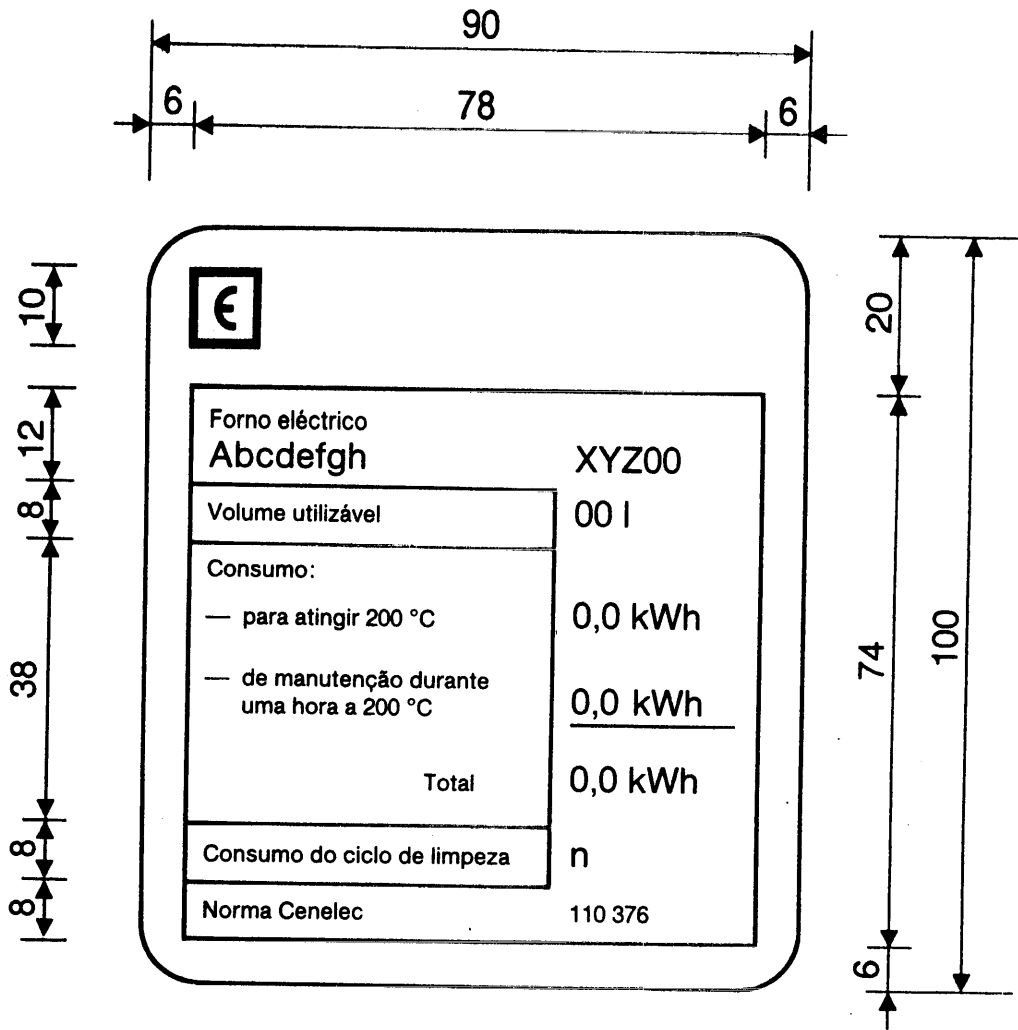 90
6 78 6
10
20
Є
12
Forno eléctrico
Abcdefgh XYZ00
8
Volume utilizável 00 l
38
Consumo:
— para atingir 200 °C 0,0 kWh
74
100
— de manutenção durante
uma hora a 200 °C 0,0 kWh
Total 0,0 kWh
8
Consumo do ciclo de limpeza n
8
Norma Cenelec 110 376
6